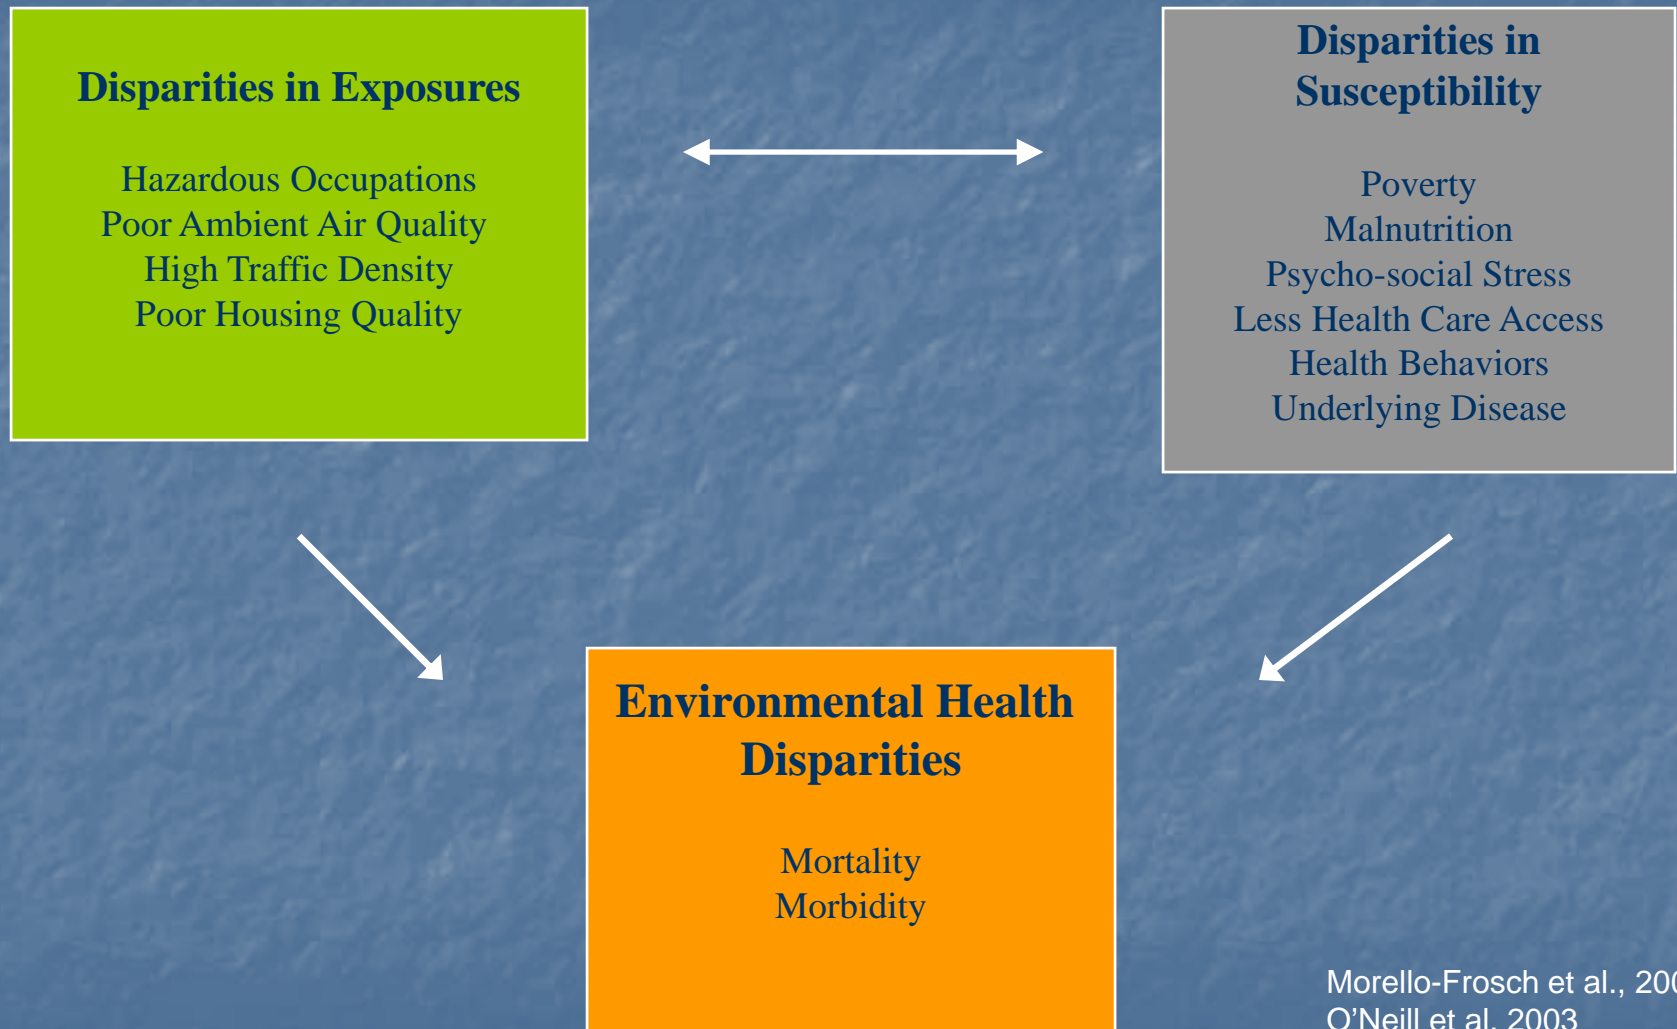 Disparities in Exposures
Hazardous Occupations
Poor Ambient Air Quality
High Traffic Density
Poor Housing Quality
Disparities in
Susceptibility
Poverty
Malnutrition
Psycho-social Stress
Less Health Care Access
Health Behaviors
Underlying Disease
Environmental Health
Disparities
Mortality
Morbidity
Morello-Frosch et al.,
O'Neill et al. 2003